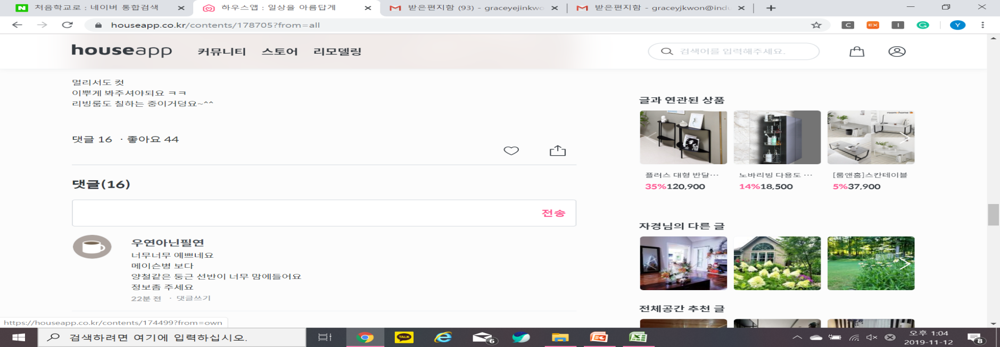 처음학교로 : 네이버 통합검색
하우스앱 : 일상을 아름답게
받은편지함 (93) - graceyejinkwo
받은편지함 - graceyjkwon@indu
houseapp.co.kr/contents/178705?from=all
houseapp
커뮤니티 스토어 리모델링
검색어를 입력해주세요.
멀리서도 컷
이뿌게 봐주셔야되요 ㅋㅋ
리빙룸도 칠하는 중이거덩요~^^
댓글 16 · 좋아요 44
댓글(16)
전송
우연아닌필연
너무너무 예쁘네요
메이슨병 보다
양철같은 둥근 선반이 너무 맘에들어요
정보좀 주세요
22분 전 · 댓글쓰기
글과 연관된 상품
room&home
플러스 대형 반달···
35%120,900
노바리빙 다용도 ···
14%18,500
[룸앤홈]스칸테이블
5%37,900
자경님의 다른 글
전체공간 추천 글
https://houseapp.co.kr/contents/174499?from=own
검색하려면 여기에 입력하십시오.
TALK
6
오후 1:04
2019-11-12
8